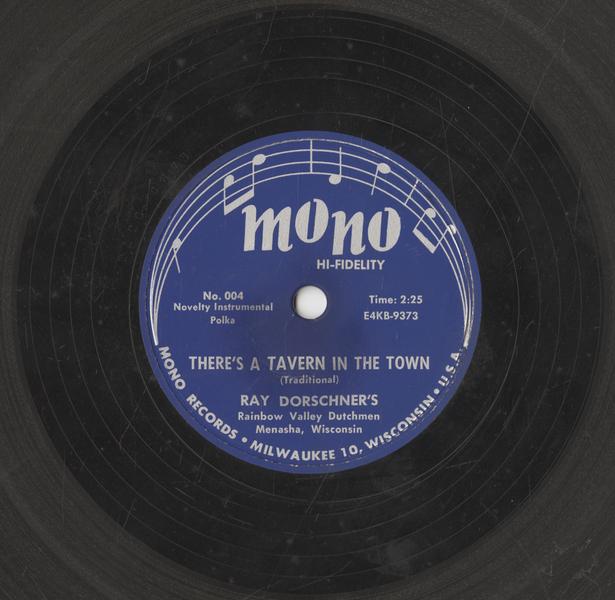 mono
HI-FIDELITY
No. 004
Novelty Instrumental
Polka
Time: 2:25
E4KB-9373
THERE'S A TAVERN IN THE TOWN
(Traditional)
RAY DORSCHNER'S
Rainbow Valley Dutchmen
Menasha, Wisconsin
MONO RECORDS • MILWAUKEE 10, WISCONSIN • U.S.A.